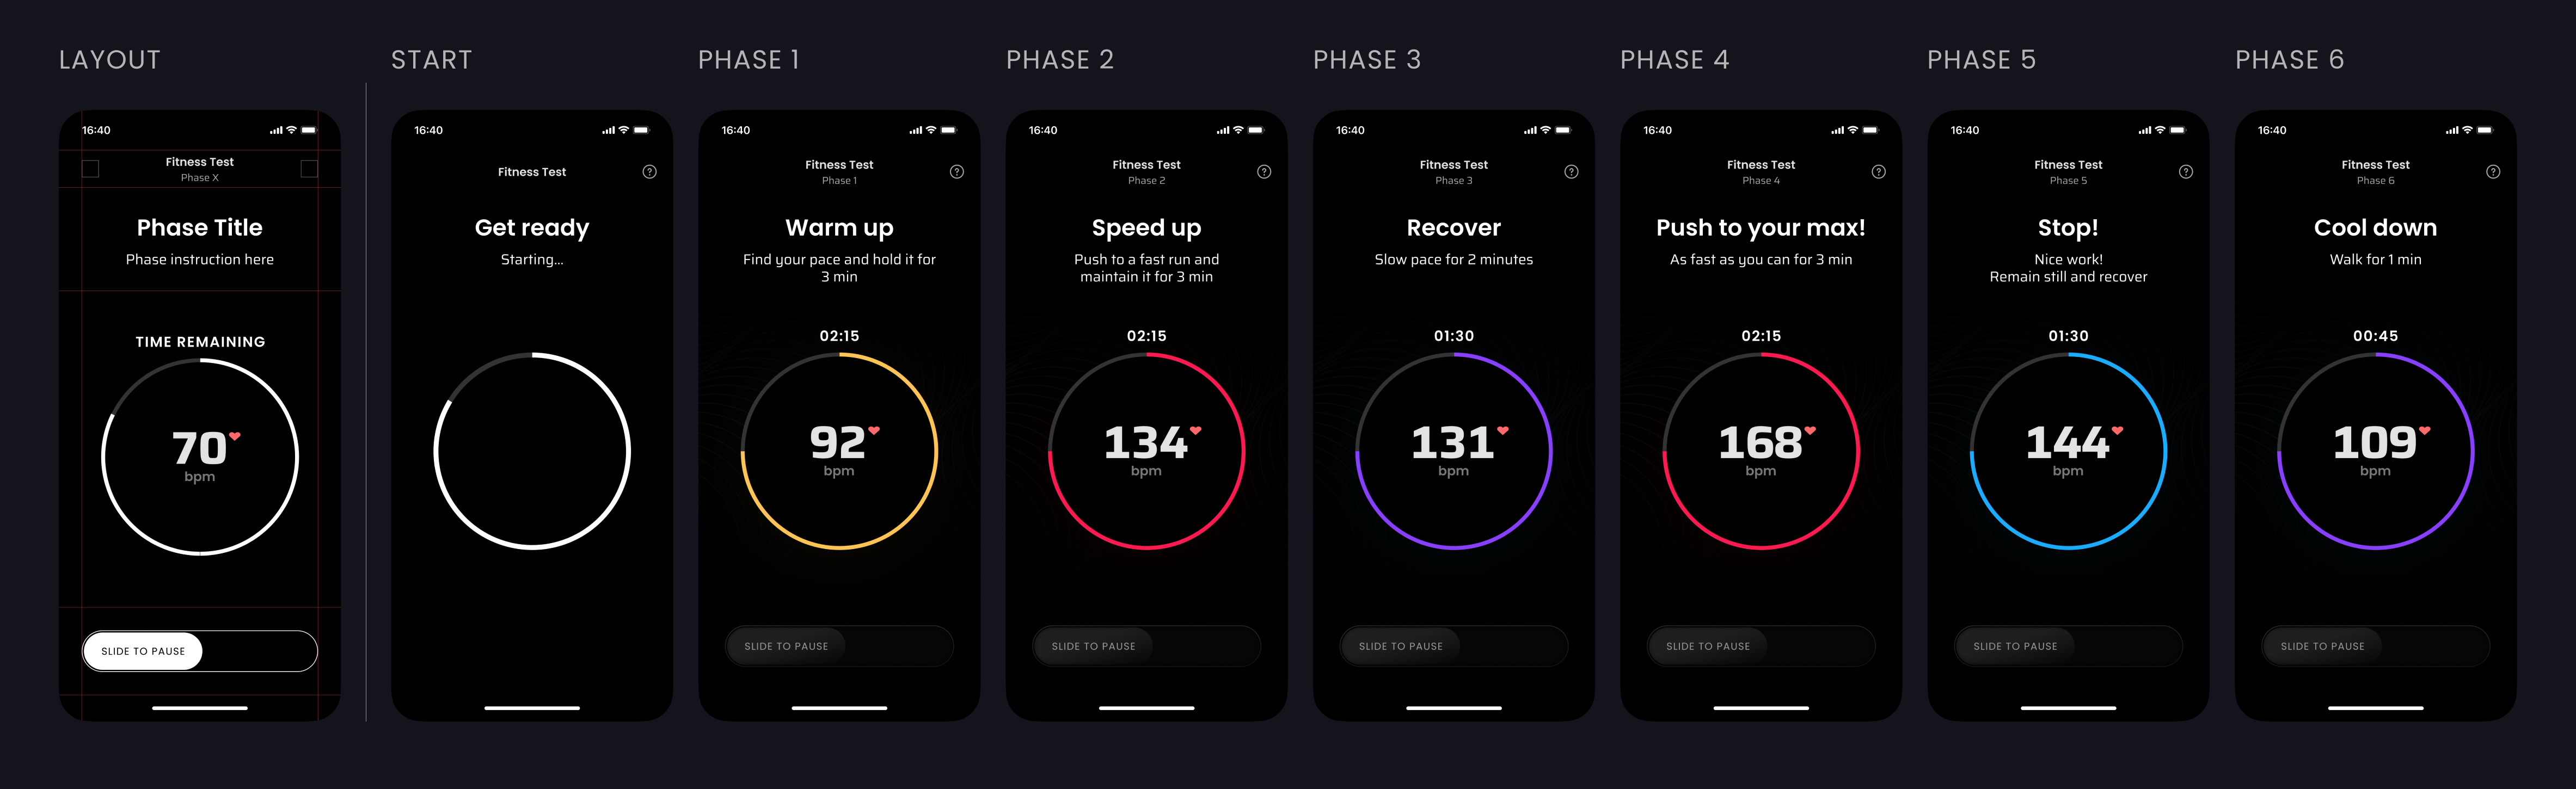 LAYOUT
16:40
Fitness Test
Phase X
Phase Title
Phase instruction here
TIME REMAINING
70
bpm
SLIDE TO PAUSE
START
16:40
Fitness Test
?
Get ready
Starting...
PHASE 1
16:40
Fitness Test
Phase 1
?
Warm up
Find your pace and hold it for
3 min
02:15
92
bpm
SLIDE TO PAUSE
PHASE 2
16:40
Fitness Test
Phase 2
?
Speed up
Push to a fast run and
maintain it for 3 min
02:15
134
bpm
SLIDE TO PAUSE
PHASE 3
16:40
Fitness Test
Phase 3
?
Recover
Slow pace for 2 minutes
01:30
131
bpm
SLIDE TO PAUSE
PHASE 4
16:40
Fitness Test
Phase 4
?
Push to your max!
As fast as you can for 3 min
02:15
168
bpm
SLIDE TO PAUSE
PHASE 5
16:40
Fitness Test
Phase 5
?
Stop!
Nice work!
Remain still and recover
01:30
144
bpm
SLIDE TO PAUSE
PHASE 6
16:40
Fitness Test
Phase 6
?
Cool down
Walk for 1 min
00:45
109
bpm
SLIDE TO PAUSE